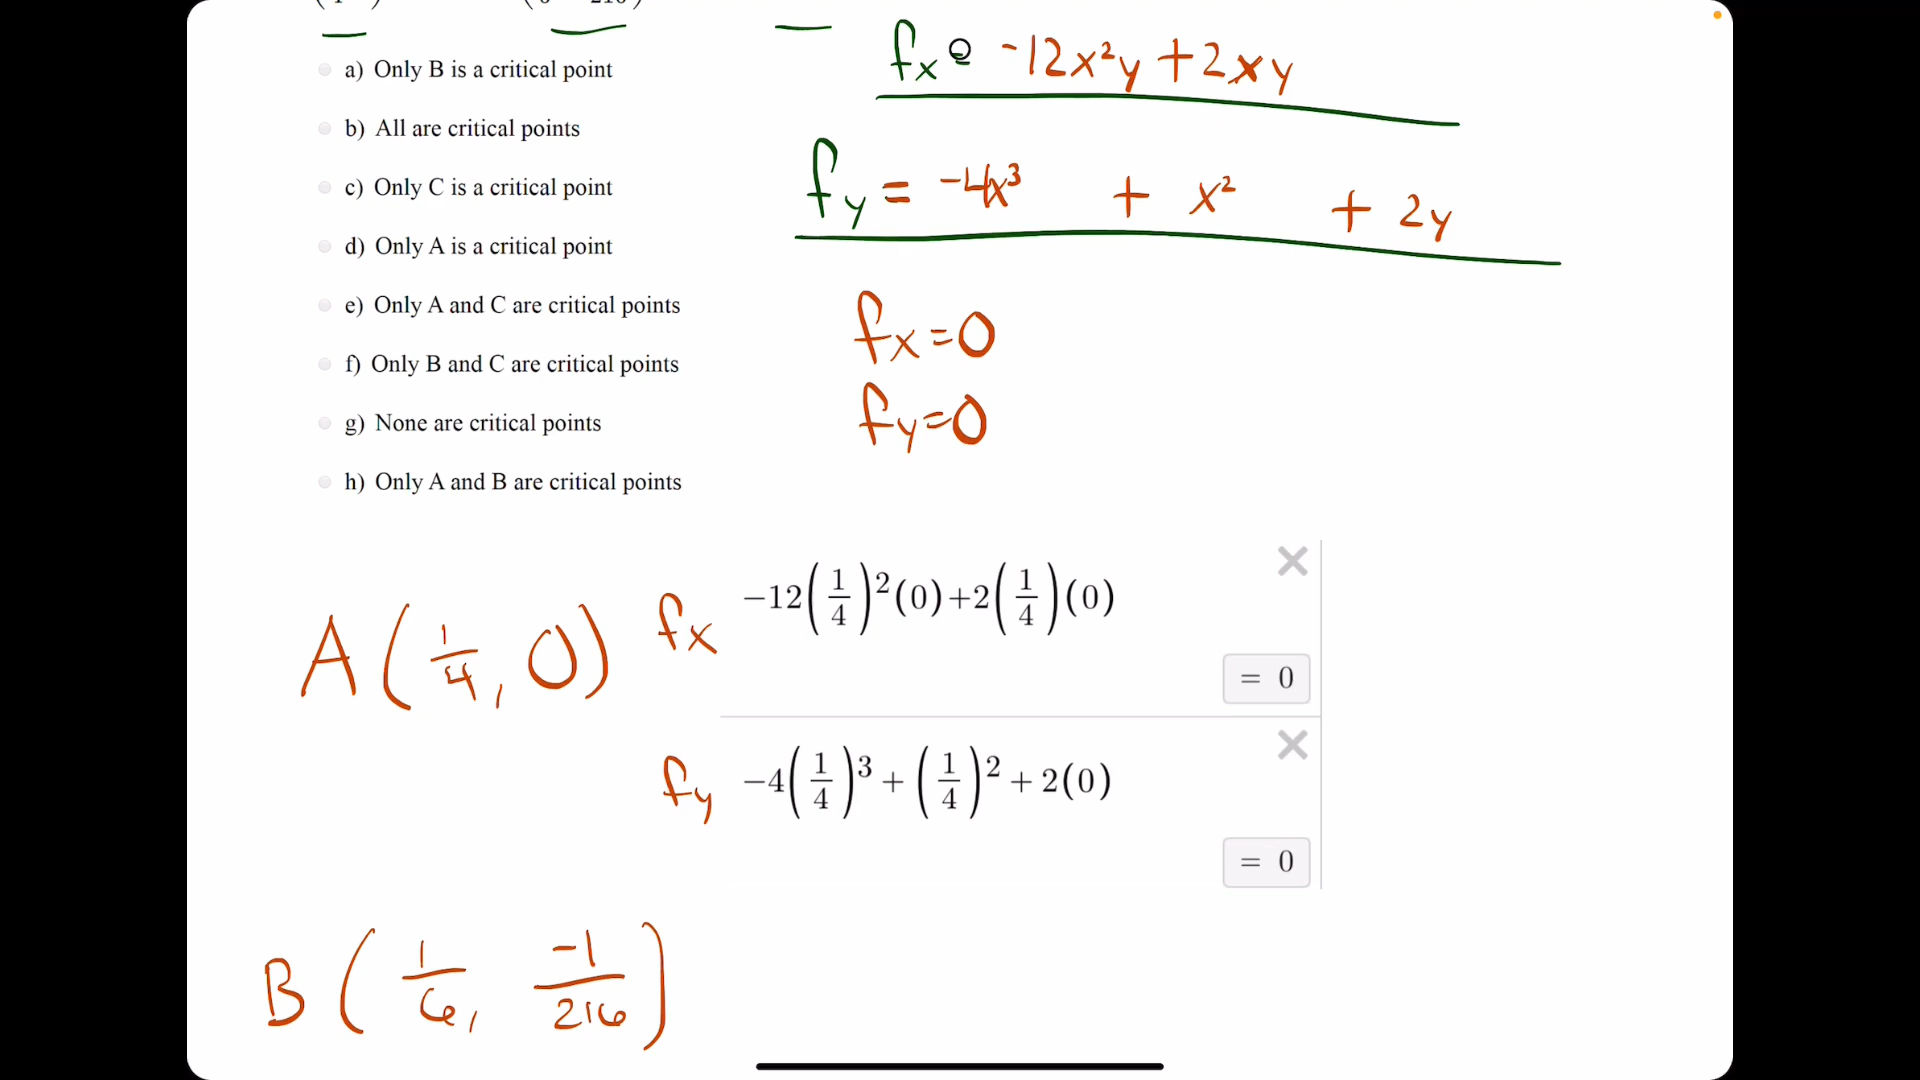 a) Only B is a critical point
b) All are critical points
c) Only C is a critical point
d) Only A is a critical point
e) Only A and C are critical points
f) Only B and C are critical points
g) None are critical points
h) Only A and B are critical points
fx = -12x²y + 2xy
fy = -4x³ + x² + 2y
fx = 0
fy = 0
A (1/4, 0)
fx −12(1/4)²(0)+2(1/4)(0)
= 0
fy −4(1/4)³+(1/4)²+2(0)
= 0
B (1/6, -1/216)